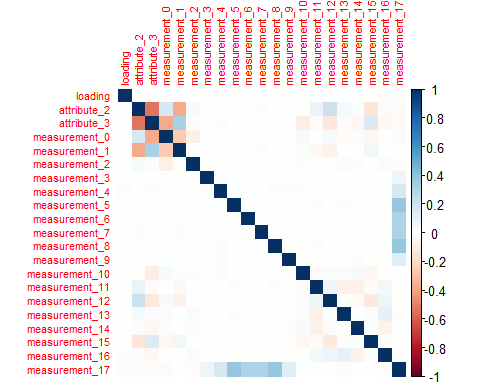 loading
attribute_2
attribute_3
measurement_0
measurement_1
measurement_2
measurement_3
measurement_4
measurement_5
measurement_6
measurement_7
measurement_8
measurement_9
measurement_10
measurement_11
measurement_12
measurement_13
measurement_14
measurement_15
measurement_16
measurement_17
loading
attribute_2
attribute_3
measurement_0
measurement_1
measurement_2
measurement_3
measurement_4
measurement_5
measurement_6
measurement_7
measurement_8
measurement_9
measurement_10
measurement_11
measurement_12
measurement_13
measurement_14
measurement_15
measurement_16
measurement_17
1
0.8
0.6
0.4
0.2
0
-0.2
-0.4
-0.6
-0.8
-1